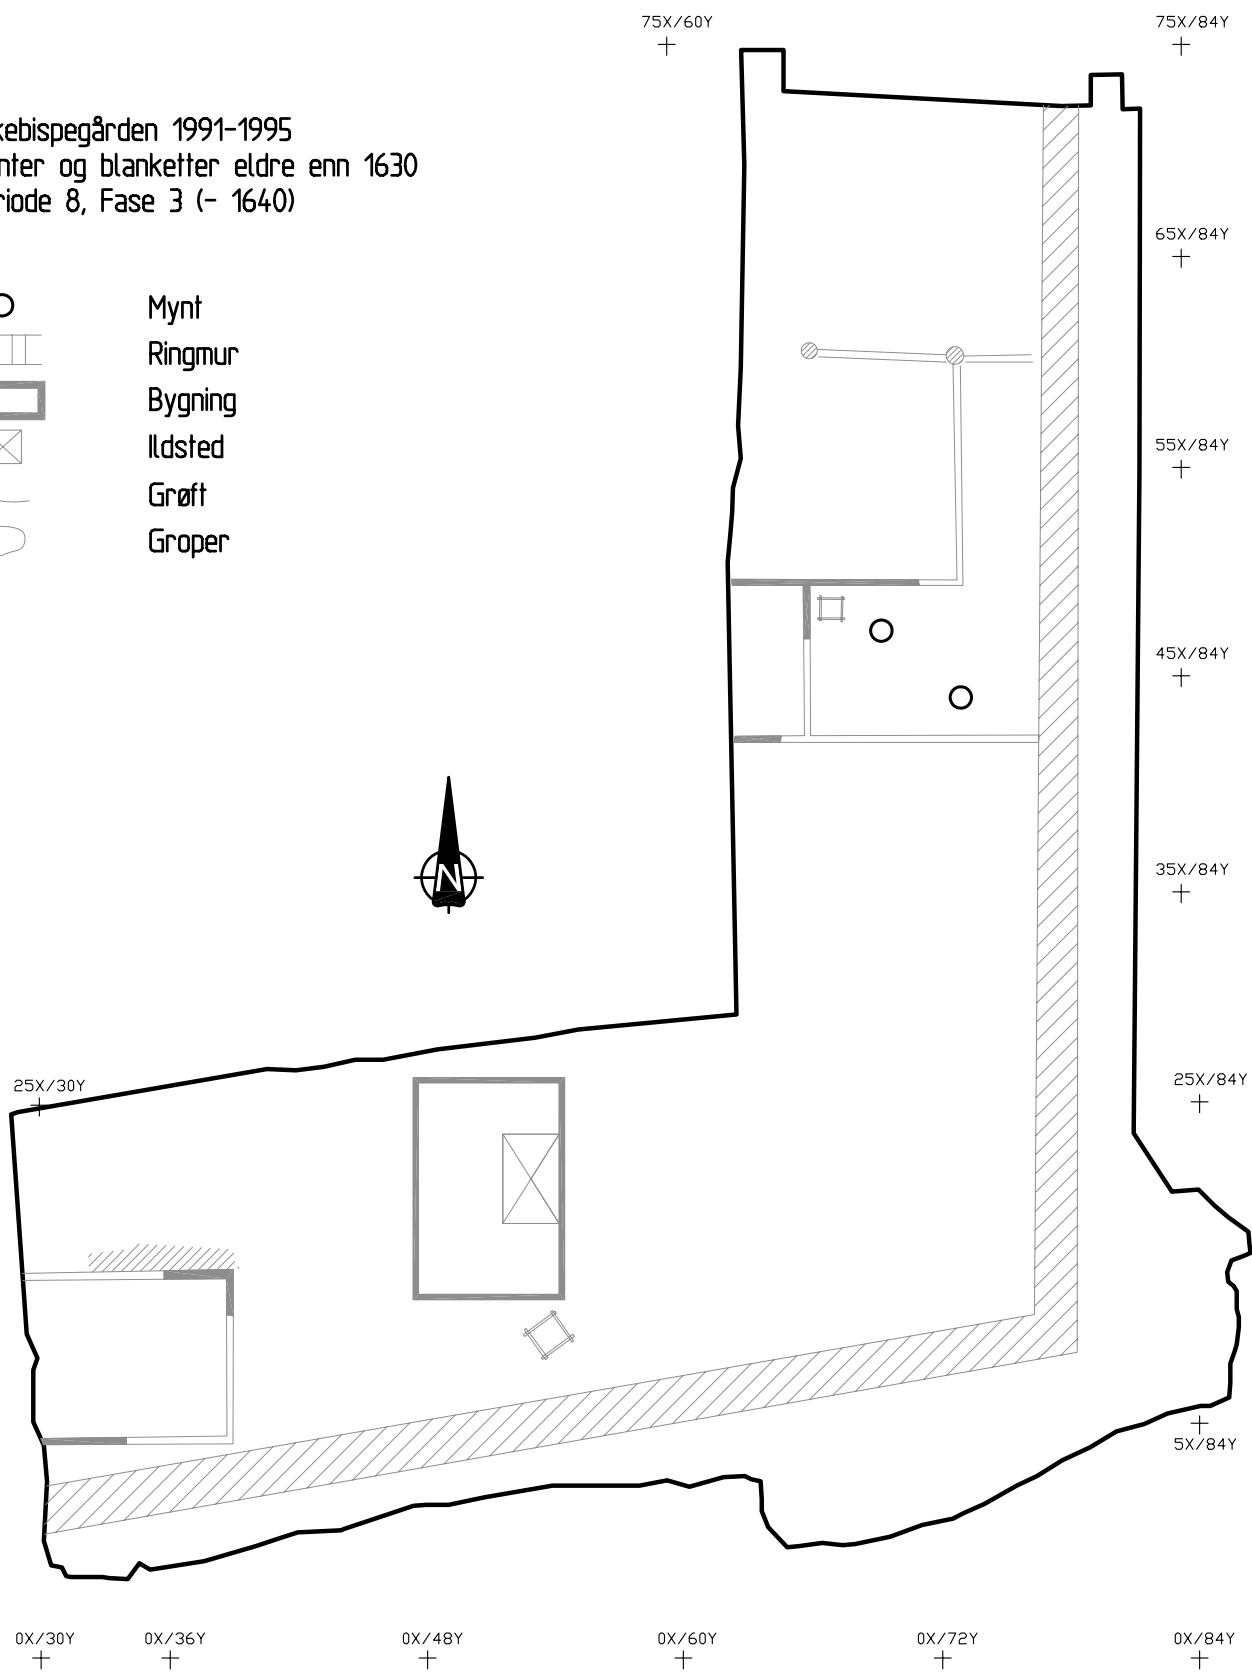 75X/60Y
75X/84Y
kebispegården 1991-1995
nter og blanketter eldre enn 1630
riode 8, Fase 3 (- 1640)
65X/84Y
Mynt
Ringmur
Bygning
Ildsted
Grøft
Groper
55X/84Y
45X/84Y
35X/84Y
N
25X/30Y
25X/84Y
5X/84Y
0X/30Y
0X/36Y
0X/48Y
0X/60Y
0X/72Y
0X/84Y